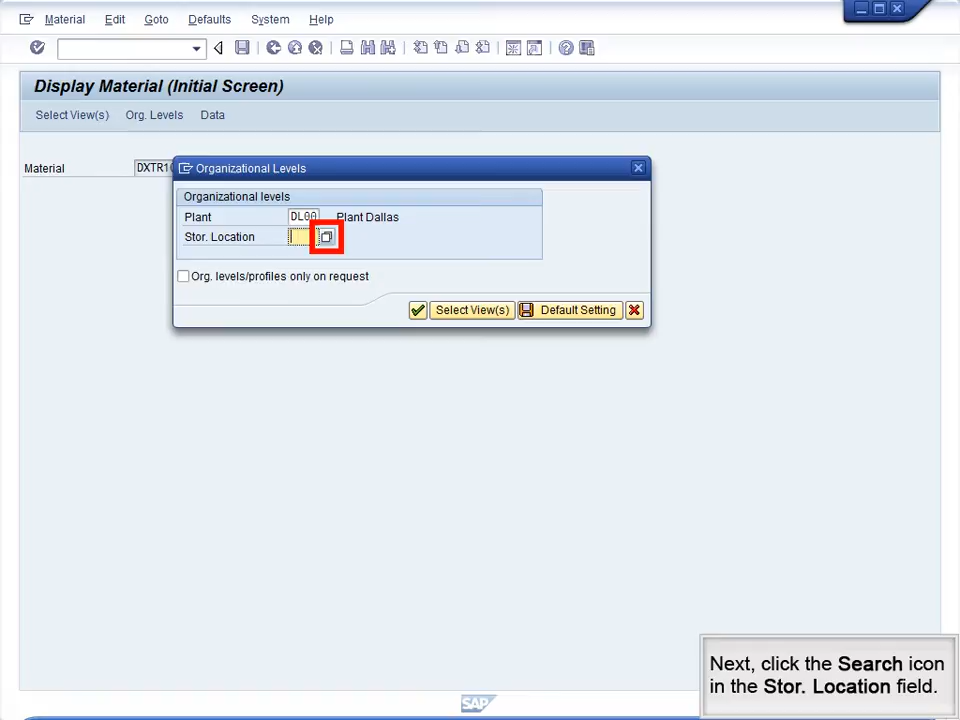 Material Edit Goto Defaults System Help
Display Material (Initial Screen)
Select View(s) Org. Levels Data
Material DXTR1
Organizational Levels
Organizational levels
Plant DL00 Plant Dallas
Stor. Location
Org. levels/profiles only on request
Select View(s) Default Setting
Next, click the Search icon
in the Stor. Location field.
SAP